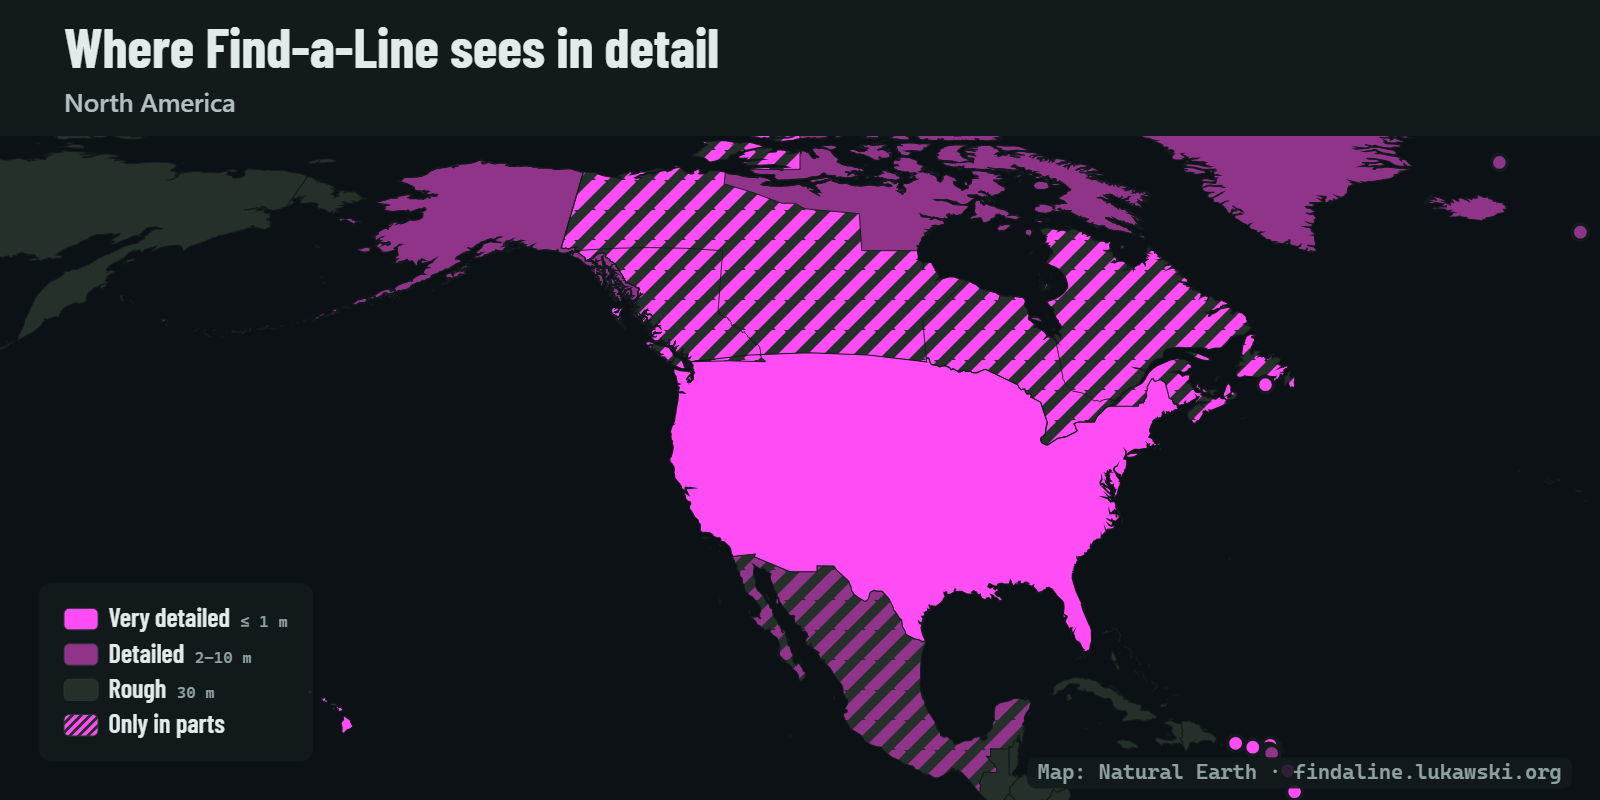 Where Find-a-Line sees in detail
North America
Very detailed ≤ 1 m
Detailed 2–10 m
Rough 30 m
Only in parts
Map: Natural Earth · findaline.lukawski.org